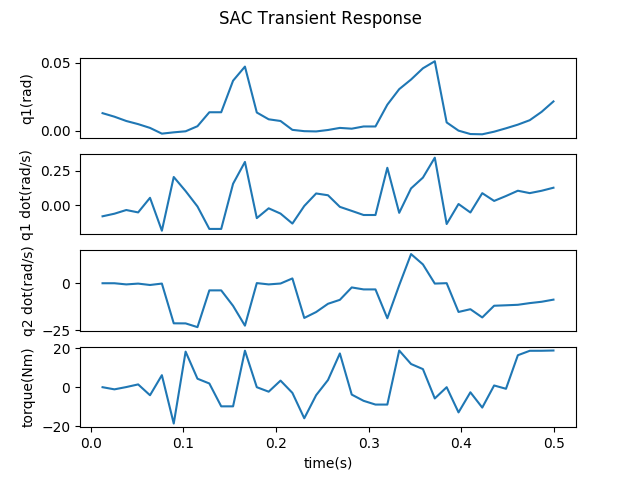 SAC Transient Response
q1(rad)
0.05
0.00
q1 dot(rad/s)
0.25
0.00
q2 dot(rad/s)
0
−25
torque(Nm)
20
0
−20
0.0 0.1 0.2 0.3 0.4 0.5
time(s)